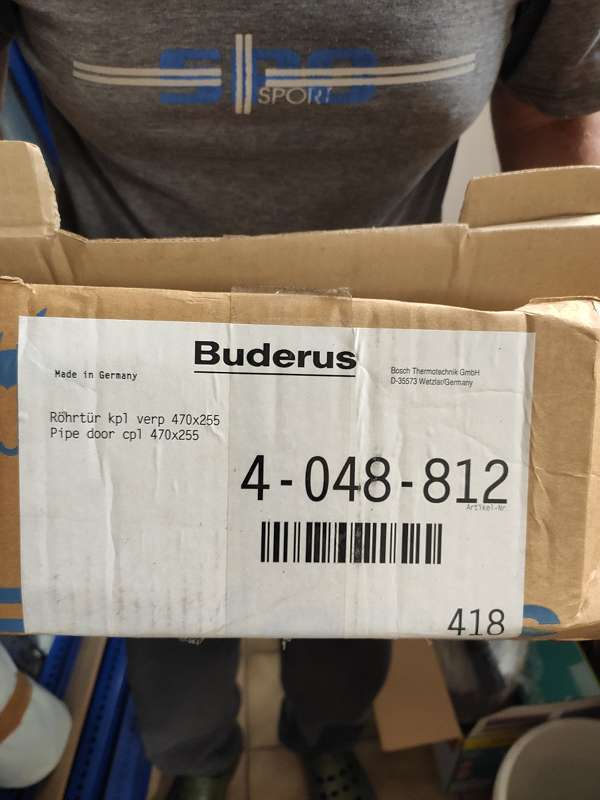 SPORT
Buderus
Made in Germany
Bosch Thermotechnik GmbH
D-35573 Wetzlar/Germany
Röhrtür kpl verp 470x255
Pipe door cpl 470x255
4-048-812
Artikel-Nr.
418